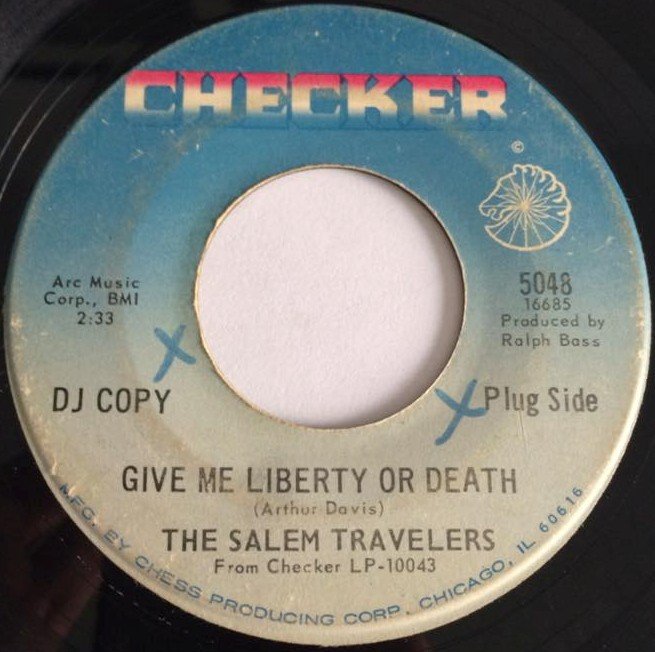 CHECKER
©
Arc Music
Corp., BMI
2:33
5048
16685
Produced by
Ralph Bass
DJ COPY
Plug Side
GIVE ME LIBERTY OR DEATH
(Arthur Davis)
THE SALEM TRAVELERS
From Checker LP-10043
MFG. BY CHESS PRODUCING CORP., CHICAGO, IL 60616